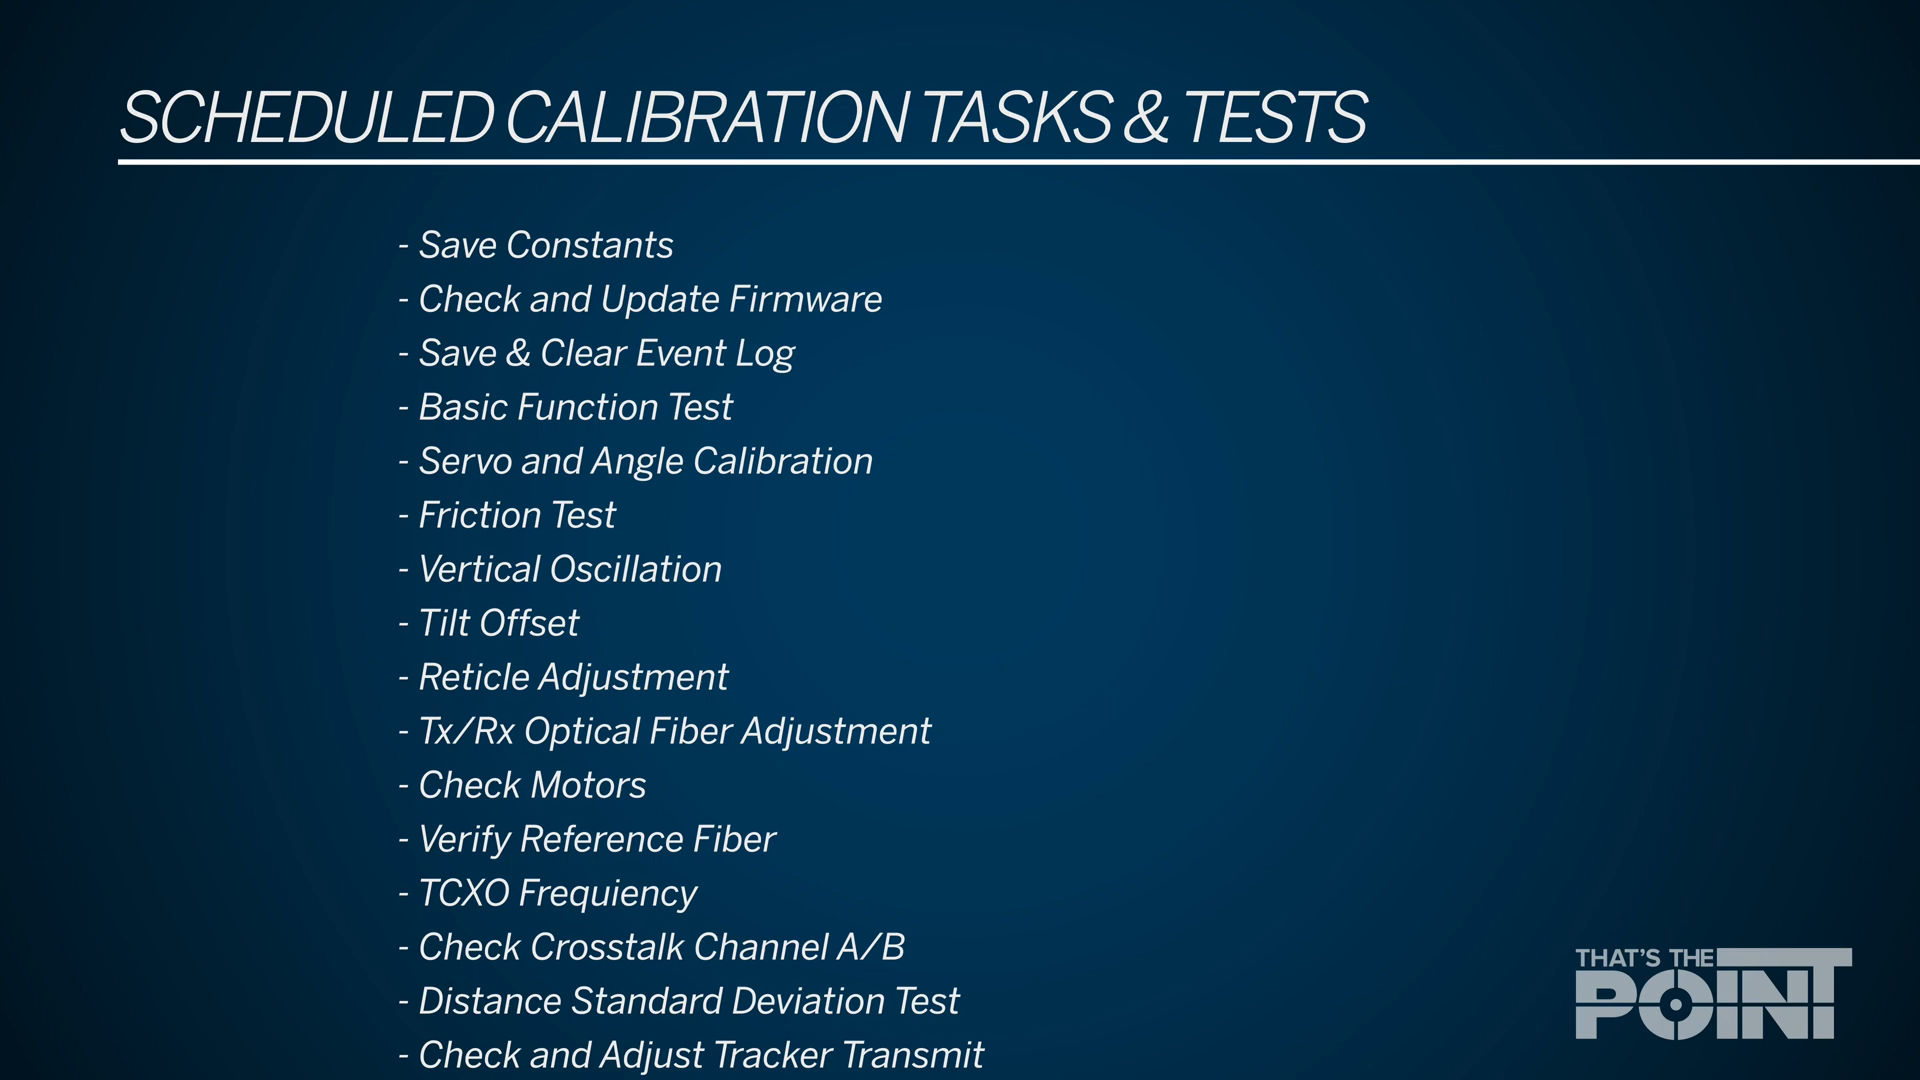 SCHEDULED CALIBRATION TASKS & TESTS
- Save Constants
- Check and Update Firmware
- Save & Clear Event Log
- Basic Function Test
- Servo and Angle Calibration
- Friction Test
- Vertical Oscillation
- Tilt Offset
- Reticle Adjustment
- Tx/Rx Optical Fiber Adjustment
- Check Motors
- Verify Reference Fiber
- TCXO Frequiency
- Check Crosstalk Channel A/B
- Distance Standard Deviation Test
- Check and Adjust Tracker Transmit
THAT'S THE
POINT